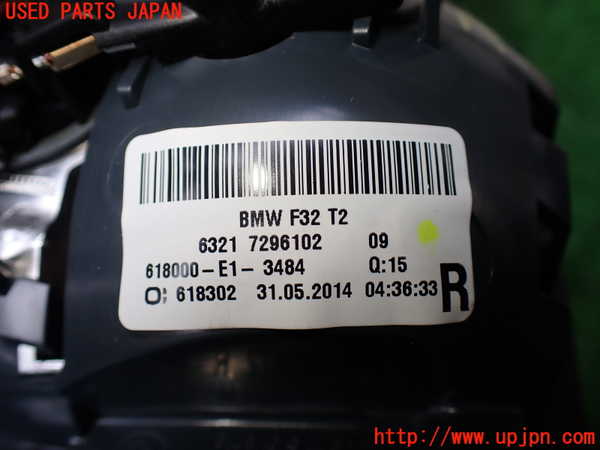 USED PARTS JAPAN
BMW F32 T2
6321 7296102 09
618000-E1-3484 Q:15
O; 618302 31.05.2014 04:36:33 R
http://www.upjpn.com/